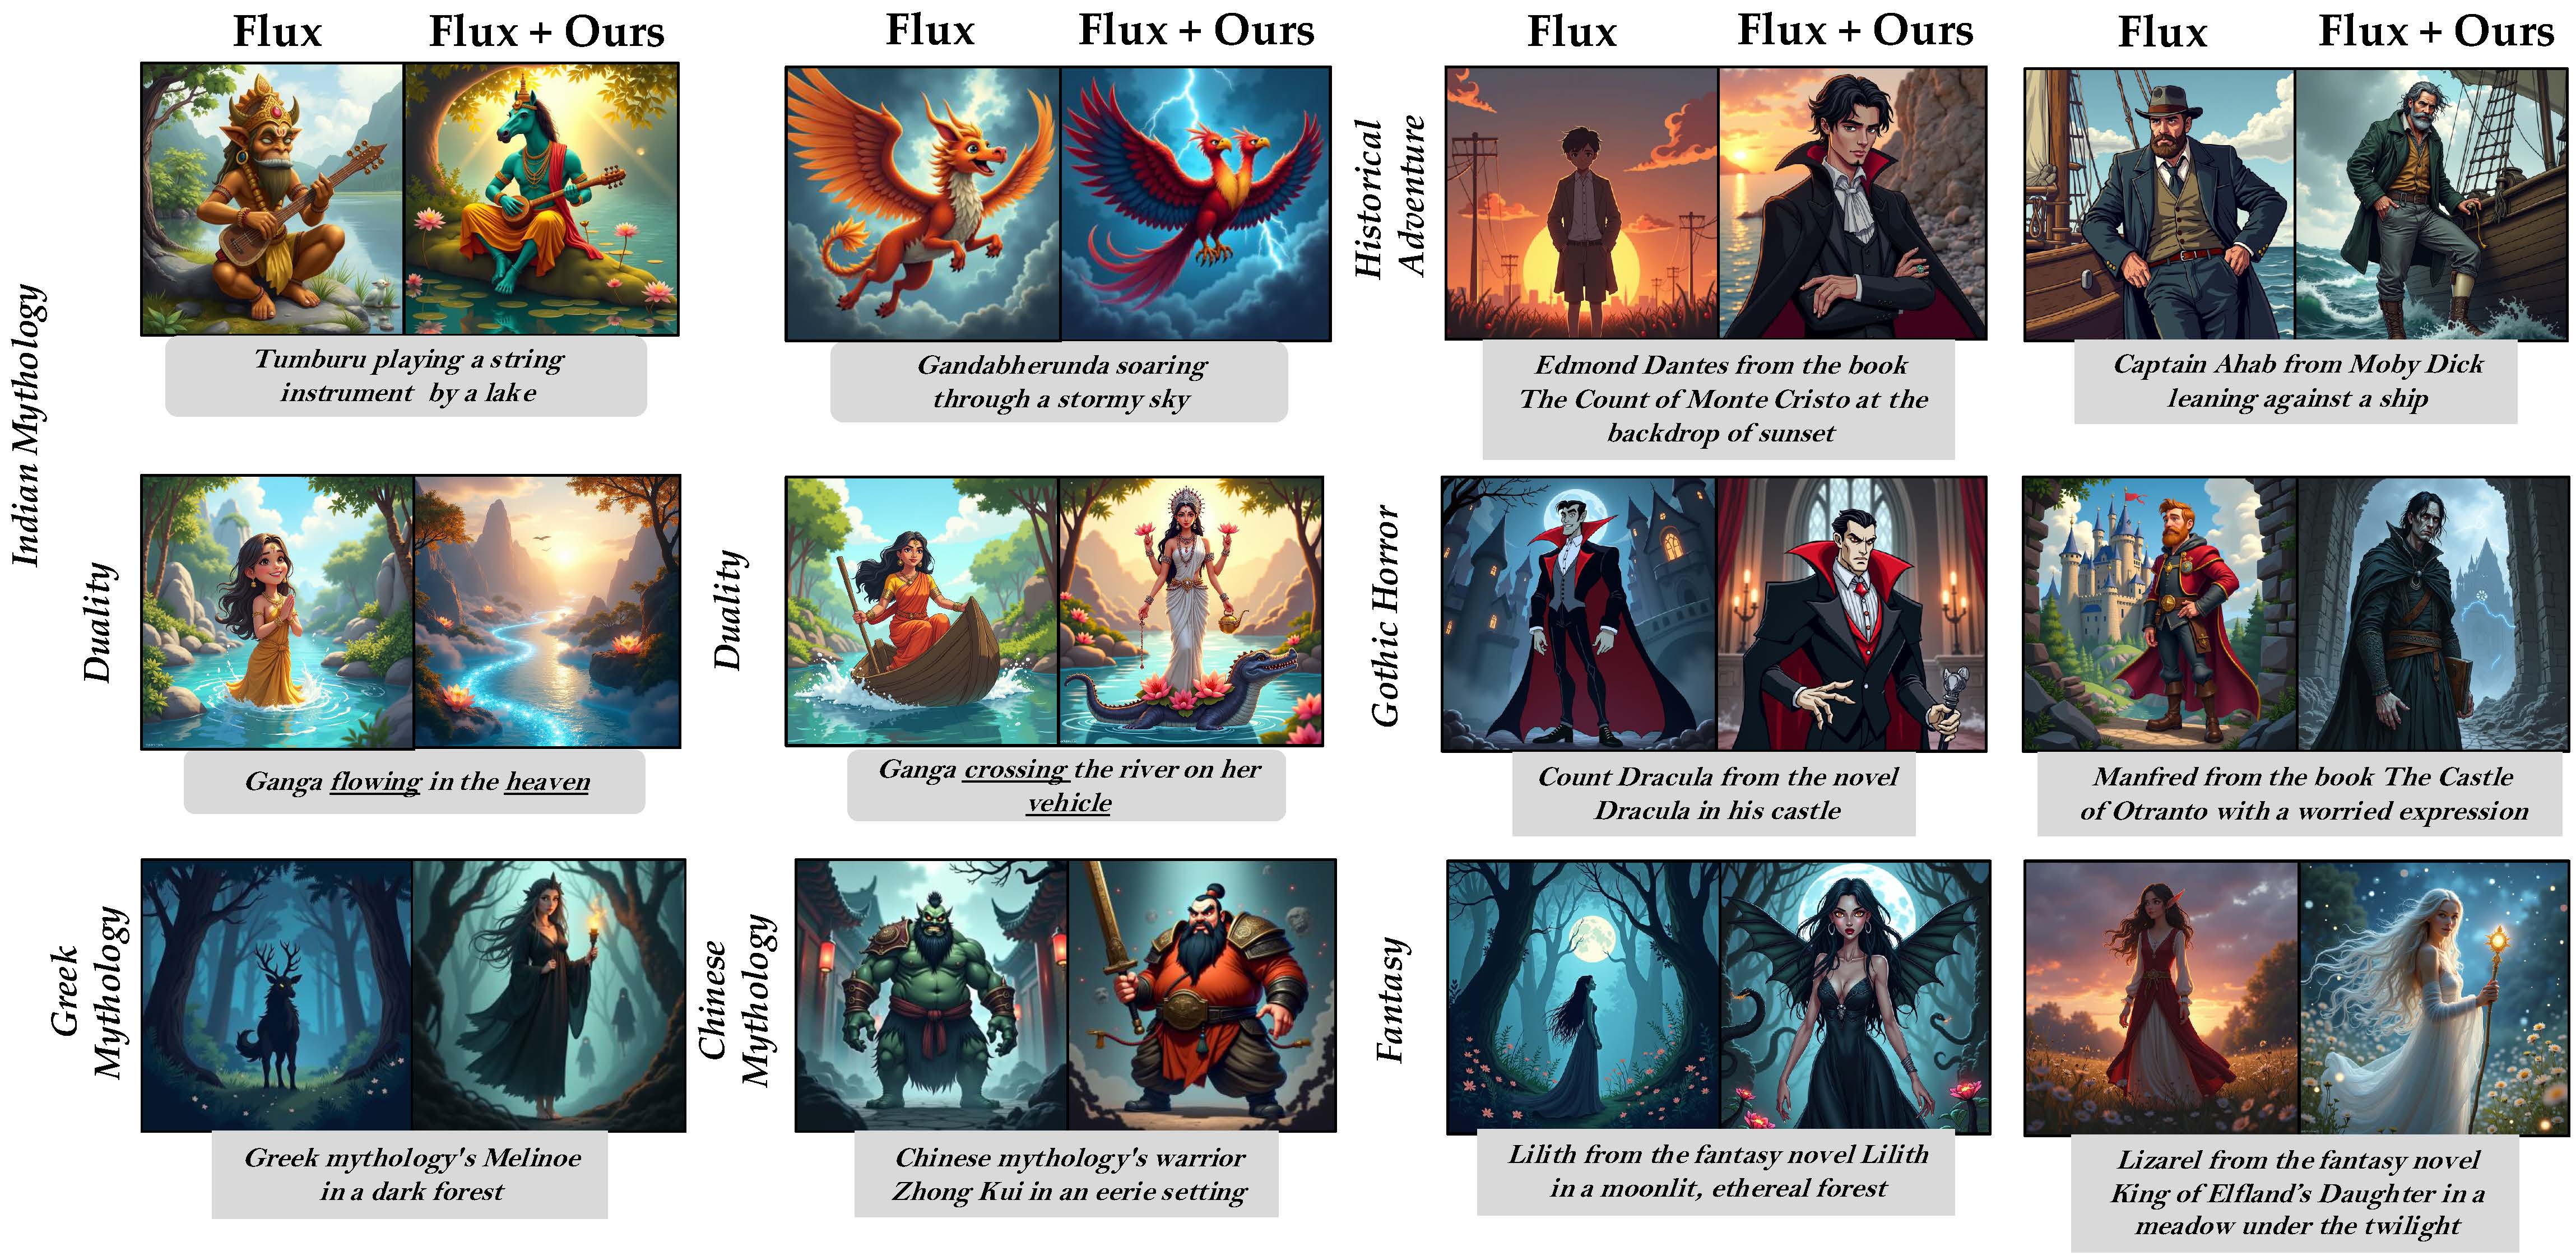 Flux
Flux + Ours
Flux
Flux + Ours
Flux
Flux + Ours
Flux
Flux + Ours
Indian Mythology
Tumburu playing a string
instrument by a lake
Gandabherunda soaring
through a stormy sky
Historical
Adventure
Edmond Dantes from the book
The Count of Monte Cristo at the
backdrop of sunset
Captain Ahab from Moby Dick
leaning against a ship
Duality
Ganga flowing in the heaven
Duality
Ganga crossing the river on her
vehicle
Gothic Horror
Count Dracula from the novel
Dracula in his castle
Manfred from the book The Castle
of Otranto with a worried expression
Greek
Mythology
Greek mythology's Melinoe
in a dark forest
Chinese
Mythology
Chinese mythology's warrior
Zhong Kui in an eerie setting
Fantasy
Lilith from the fantasy novel Lilith
in a moonlit, ethereal forest
Lizarel from the fantasy novel
King of Elfland’s Daughter in a
meadow under the twilight